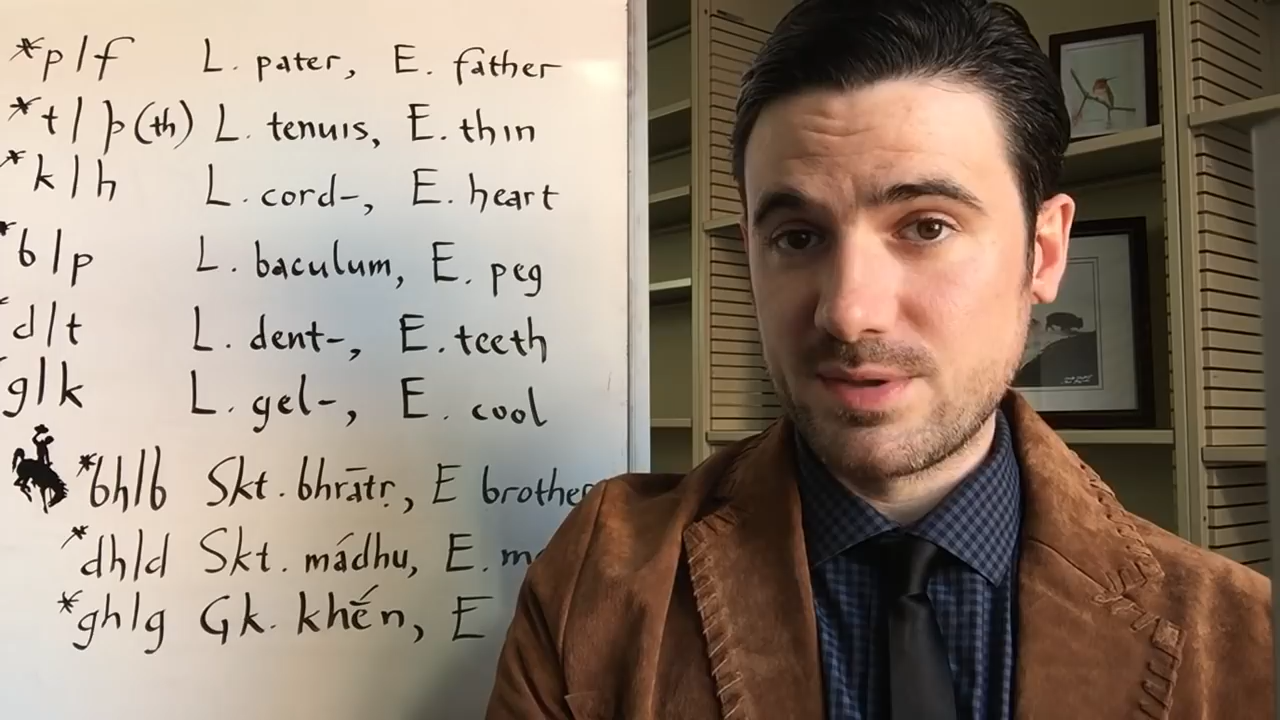 *p/f L. pater, E. father
*t/þ(th) L. tenuis, E. thin
*k/h L. cord-, E. heart
*b/p L. baculum, E. peg
*d/t L. dent-, E. teeth
g/k L. gel-, E. cool
*bh/b Skt. bhrātṛ, E brother
*dh/d Skt. mádhu, E.
*gh/g Gk. khḗn, E